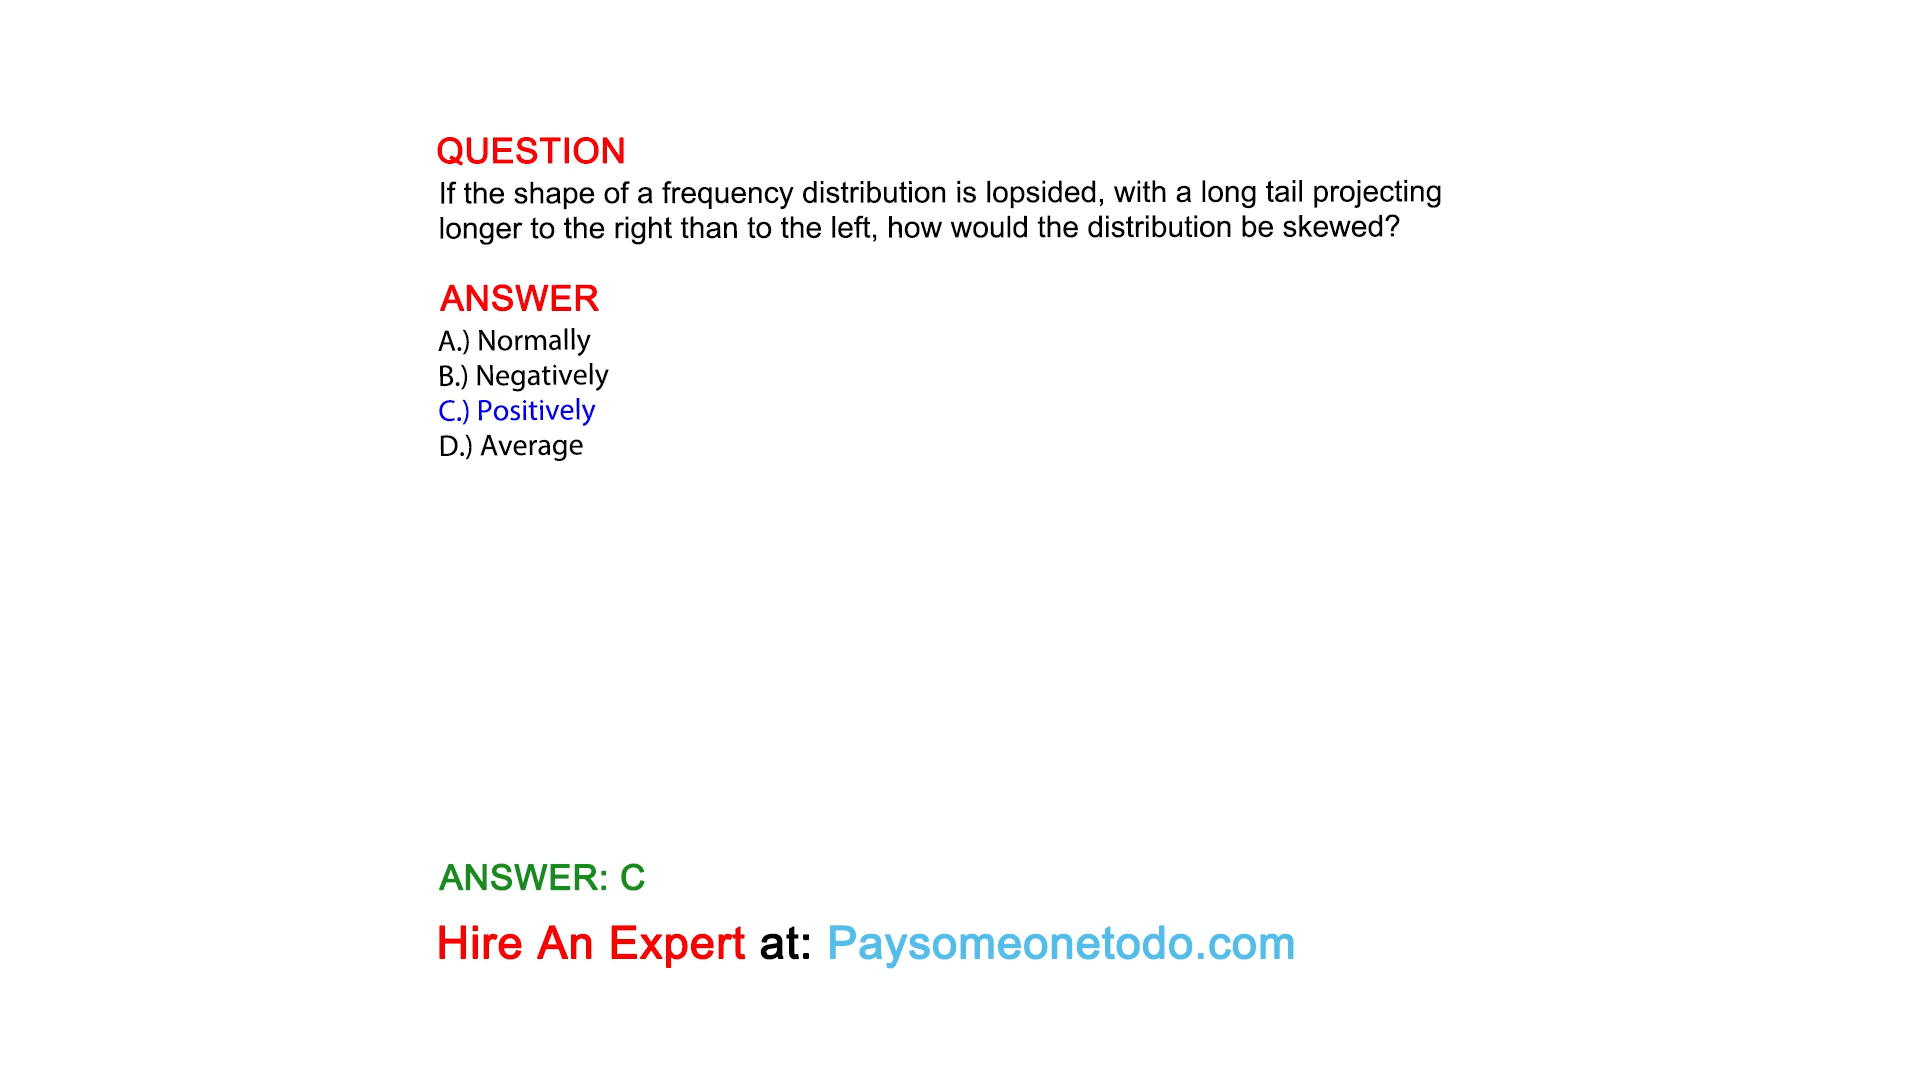 QUESTION
If the shape of a frequency distribution is lopsided, with a long tail projecting
longer to the right than to the left, how would the distribution be skewed?
ANSWER
A.) Normally
B.) Negatively
C.) Positively
D.) Average
ANSWER: C
Hire An Expert at: Paysomeonetodo.com